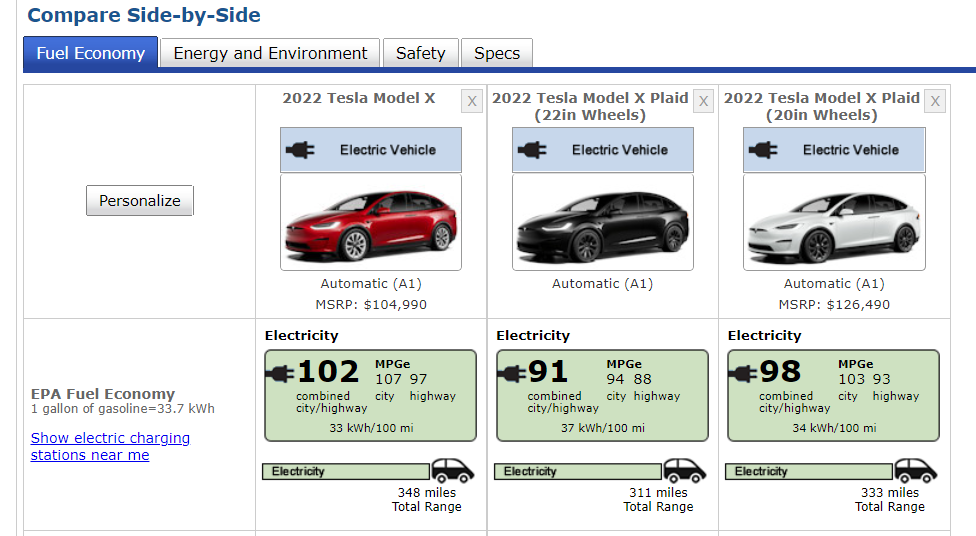 Compare Side-by-Side
Fuel Economy
Energy and Environment
Safety
Specs
Personalize
2022 Tesla Model X
X
Electric Vehicle
Automatic (A1)
MSRP: $104,990
2022 Tesla Model X Plaid
(22in Wheels)
X
Electric Vehicle
Automatic (A1)
2022 Tesla Model X Plaid
(20in Wheels)
X
Electric Vehicle
Automatic (A1)
MSRP: $126,490
EPA Fuel Economy
1 gallon of gasoline=33.7 kWh
Show electric charging
stations near me
Electricity
102
combined
city/highway
MPGe
107 97
city highway
33 kWh/100 mi
Electricity
348 miles
Total Range
Electricity
91
combined
city/highway
MPGe
94 88
city highway
37 kWh/100 mi
Electricity
311 miles
Total Range
Electricity
98
combined
city/highway
MPGe
103 93
city highway
34 kWh/100 mi
Electricity
333 miles
Total Range